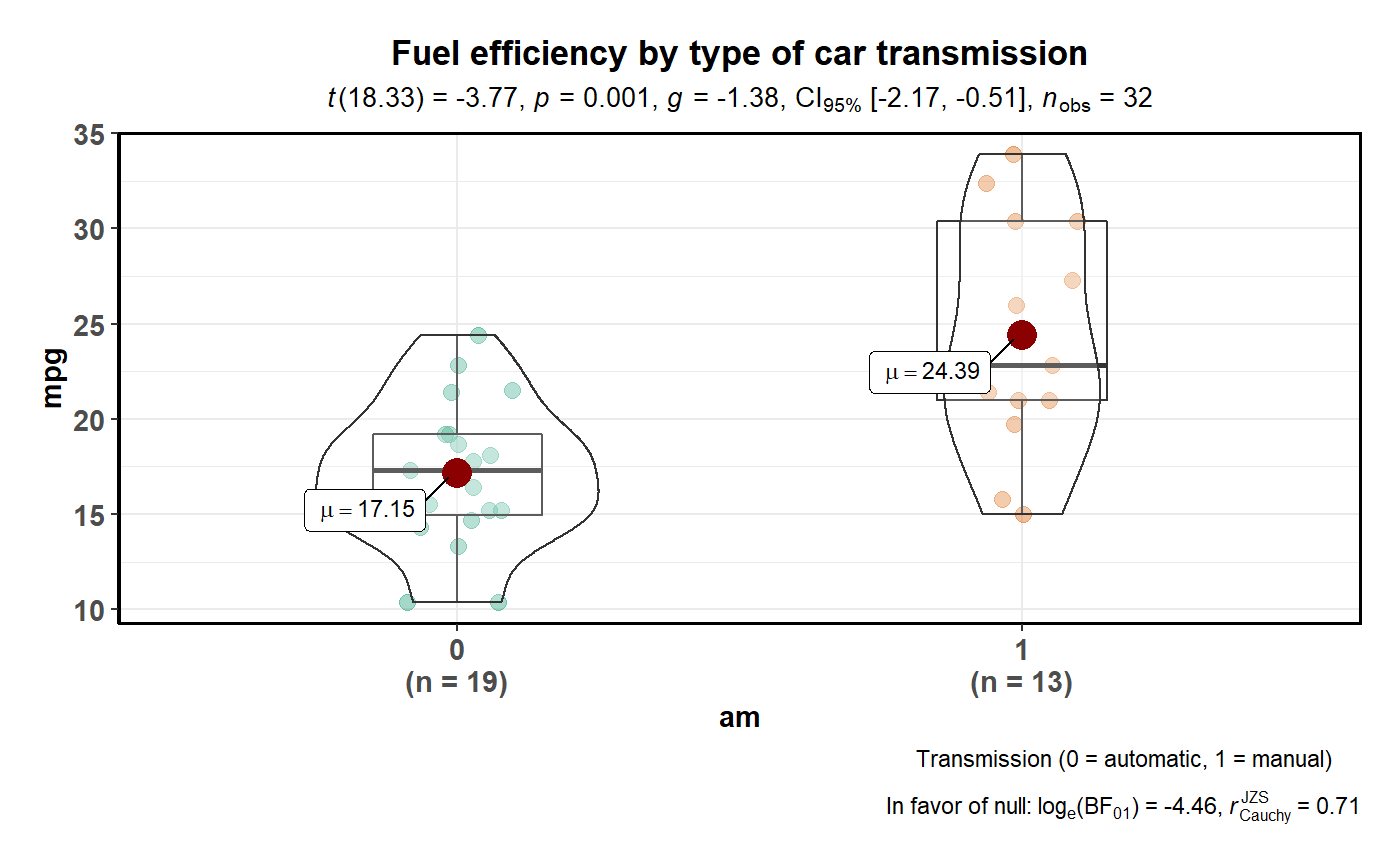 Fuel efficiency by type of car transmission
t(18.33) = -3.77, p = 0.001, g = -1.38, CI95% [-2.17, -0.51], nobs = 32
35
30
25
20
15
10
mpg
μ = 17.15
μ = 24.39
0
(n = 19)
1
(n = 13)
am
Transmission (0 = automatic, 1 = manual)
In favor of null: loge(BF01) = -4.46, r JZS Cauchy = 0.71